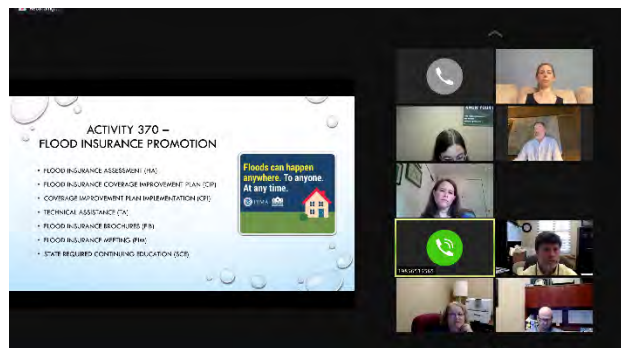 Recording...
ACTIVITY 370 –
FLOOD INSURANCE PROMOTION
• FLOOD INSURANCE ASSESSMENT (FIA)
• FLOOD INSURANCE COVERAGE IMPROVEMENT PLAN (CIP)
• COVERAGE IMPROVEMENT PLAN IMPLEMENTATION (CPI)
• TECHNICAL ASSISTANCE (TA)
• FLOOD INSURANCE BROCHURES (FIB)
• FLOOD INSURANCE MEETING (FIM)
• STATE REQUIRED CONTINUING EDUCATION (SCE)
Floods can happen
anywhere. To anyone.
At any time.
FEMA